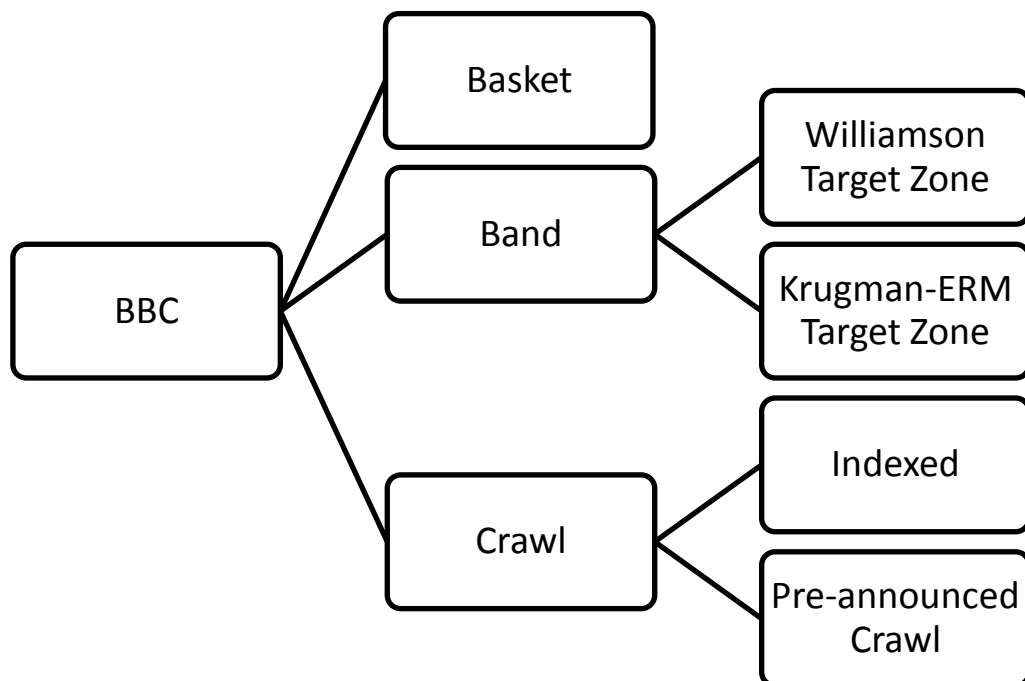 BBC
Basket
Band
Williamson
Target Zone
Krugman-ERM
Target Zone
Crawl
Indexed
Pre-announced
Crawl